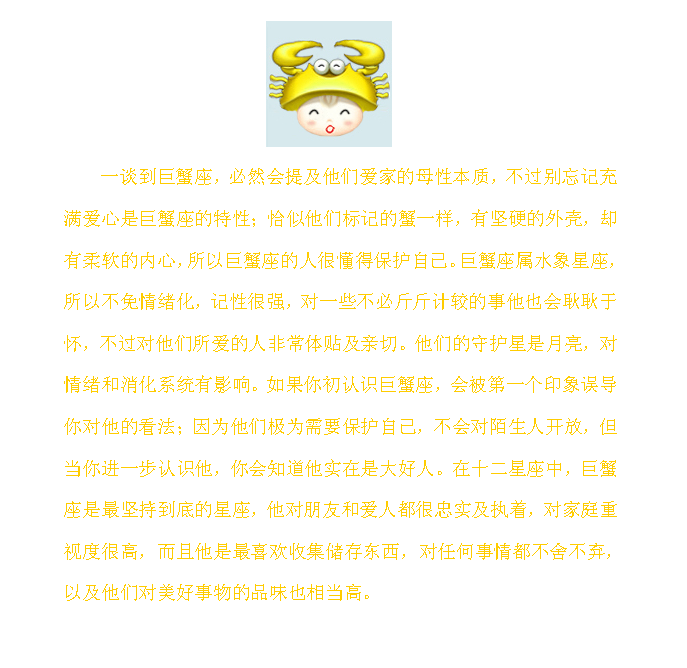 一谈到巨蟹座，必然会提及他们爱家的母性本质，不过别忘记充
满爱心是巨蟹座的特性；恰似他们标记的蟹一样，有坚硬的外壳，却
有柔软的内心，所以巨蟹座的人很懂得保护自己。巨蟹座属水象星座，
所以不免情绪化，记性很强，对一些不必斤斤计较的事他也会耿耿于
怀，不过对他们所爱的人非常体贴及亲切。他们的守护星是月亮，对
情绪和消化系统有影响。如果你初认识巨蟹座，会被第一个印象误导
你对他的看法；因为他们极为需要保护自己，不会对陌生人开放，但
当你进一步认识他，你会知道他实在是大好人。在十二星座中，巨蟹
座是最坚持到底的星座，他对朋友和爱人都很忠实及执着，对家庭重
视度很高，而且他是最喜欢收集储存东西，对任何事情都不舍不弃，
以及他们对美好事物的品味也相当高。